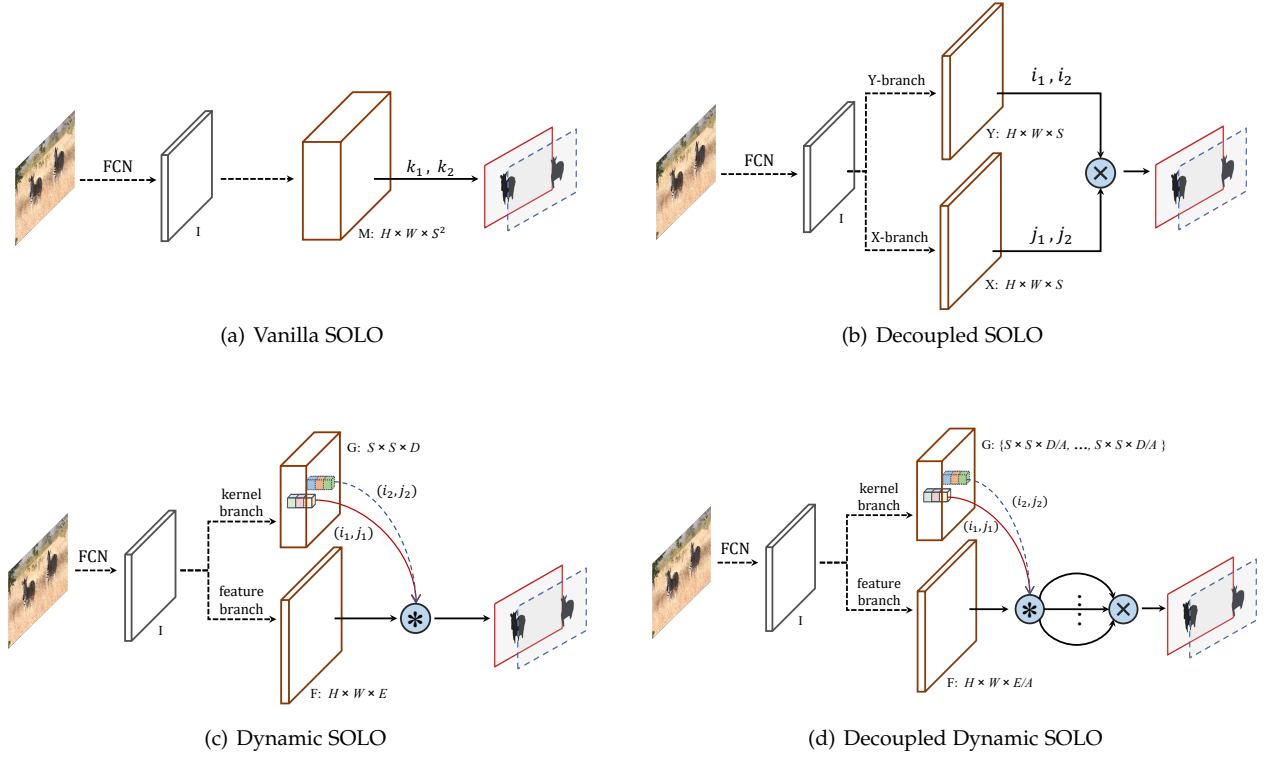 FCN
I
M: H × W × S²
k₁ , k₂
(a) Vanilla SOLO
FCN
I
Y-branch
X-branch
Y: H × W × S
X: H × W × S
i₁ , i₂
j₁ , j₂
×
(b) Decoupled SOLO
FCN
I
kernel
branch
feature
branch
G: S × S × D
(i₂, j₂)
(i₁, j₁)
F: H × W × E
*
(c) Dynamic SOLO
FCN
I
kernel
branch
feature
branch
G: {S × S × D/A, ..., S × S × D/A }
(i₂, j₂)
(i₁, j₁)
F: H × W × E/A
*
⋮
×
(d) Decoupled Dynamic SOLO